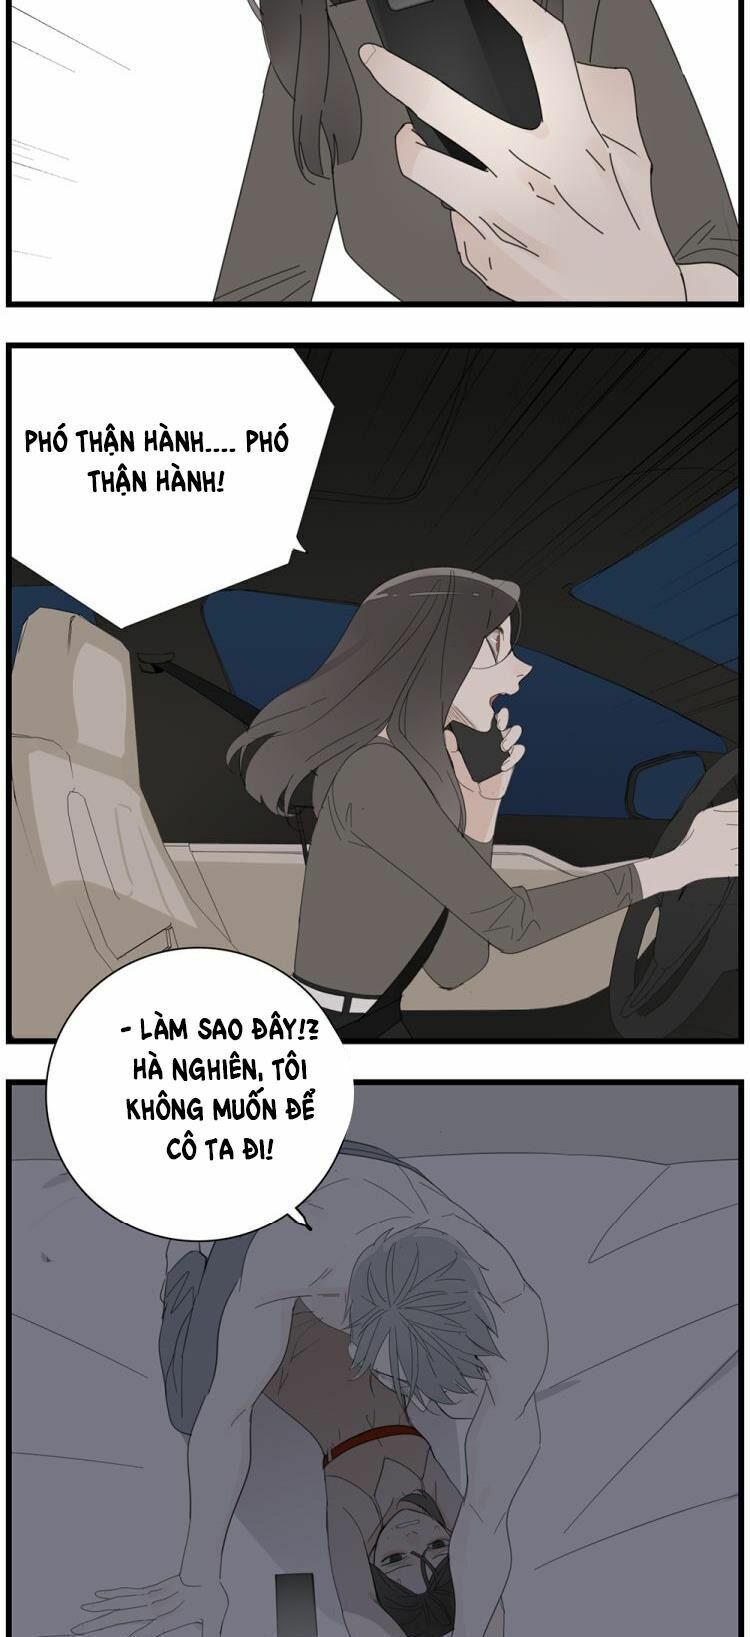 PHÓ THẬN HÀNH.... PHÓ
THẬN HÀNH!
- LÀM SAO ĐÂY!?
HÀ NGHIÊN, TÔI
KHÔNG MUỐN ĐỂ
CÔ TA ĐI!